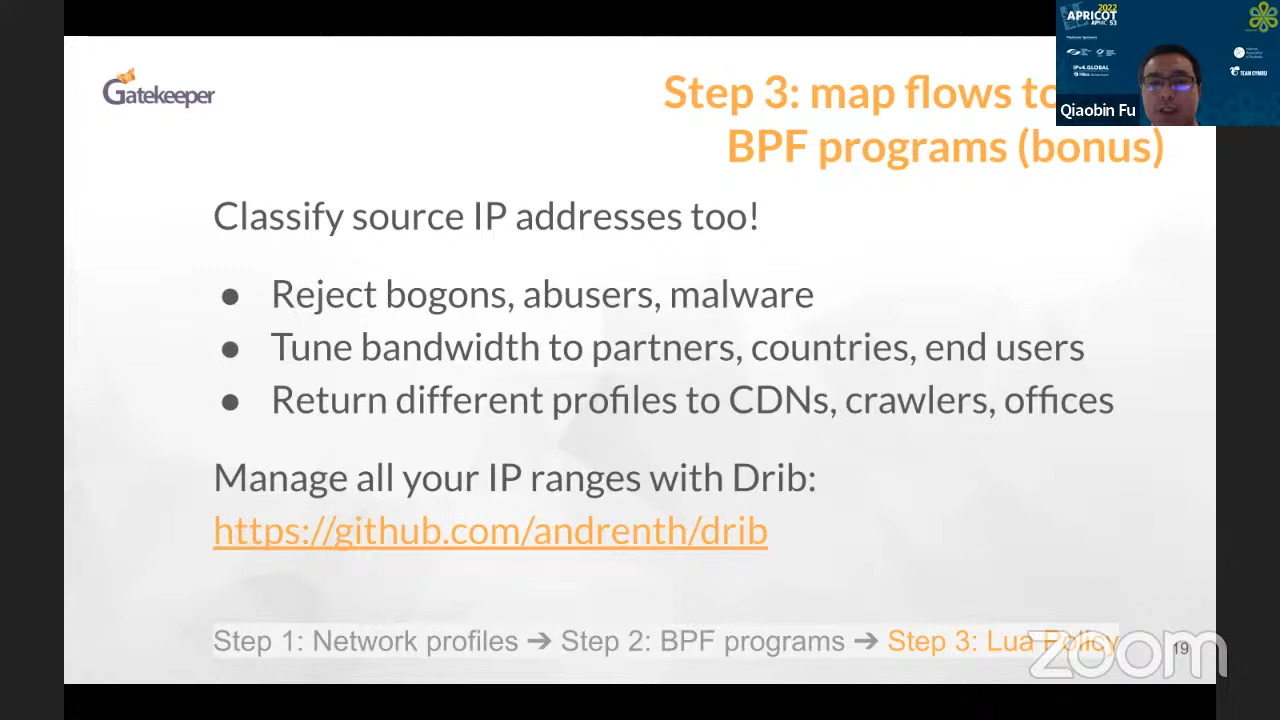 Gatekeeper
Step 3: map flows to
BPF programs (bonus)
2022
APRICOT
APNIC 53
IPv4.GLOBAL
TEAM CYMRU
Qiaobin Fu
Classify source IP addresses too!
● Reject bogons, abusers, malware
● Tune bandwidth to partners, countries, end users
● Return different profiles to CDNs, crawlers, offices
Manage all your IP ranges with Drib:
https://github.com/andrenth/drib
Step 1: Network profiles ➔ Step 2: BPF programs ➔ Step 3: Lua Policy
zoom
19